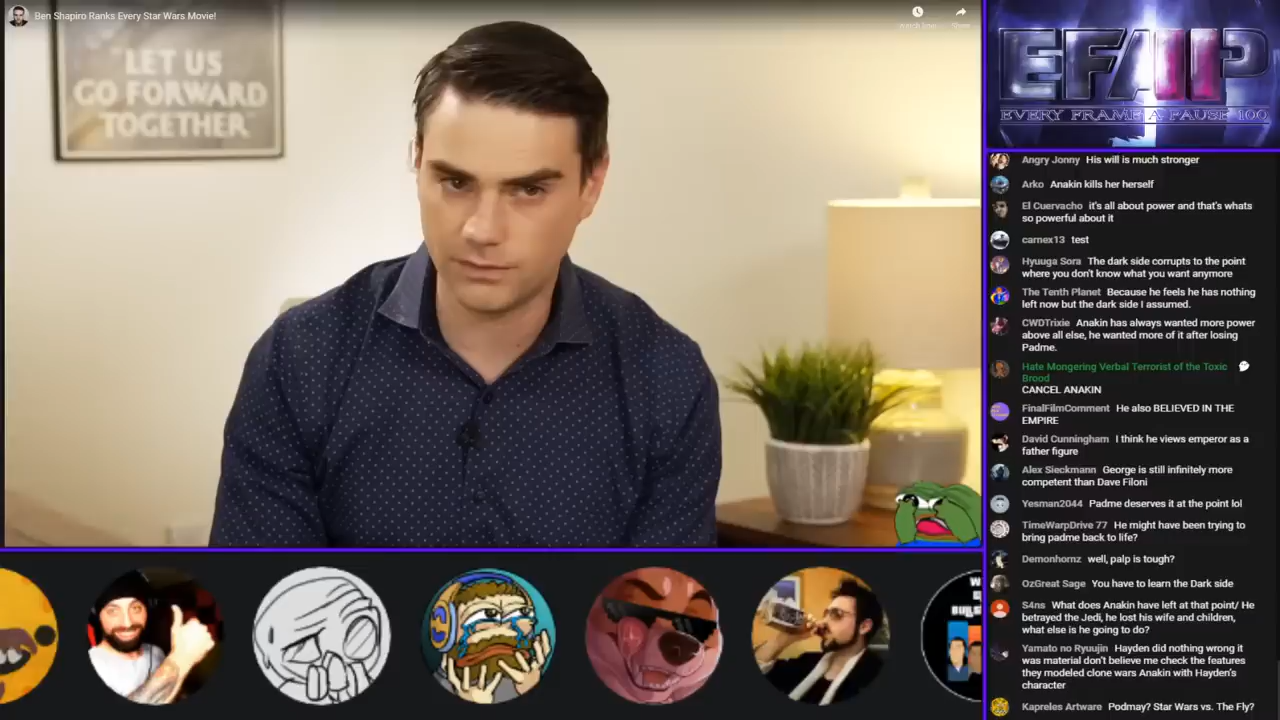 Ben Shapiro Ranks Every Star Wars Movie!
Watch later
Share
"LET US
GO FORWARD
TOGETHER"
EFAP
EVERY FRAME A PAUSE 100
Angry Jonny His will is much stronger
Arko Anakin kills her herself
El Cuervacho it's all about power and that's whats
so powerful about it
carnex13 test
Hyuuga Sora The dark side corrupts to the point
where you don't know what you want anymore
The Tenth Planet Because he feels he has nothing
left now but the dark side I assumed.
CWDTrixie Anakin has always wanted more power
above all else, he wanted more of it after losing
Padme.
Hate Mongering Verbal Terrorist of the Toxic
Brood
CANCEL ANAKIN
FinalFilmComment He also BELIEVED IN THE
EMPIRE
David Cunningham I think he views emperor as a
father figure
Alex Sieckmann George is still infinitely more
competent than Dave Filoni
Yesman2044 Padme deserves it at the point lol
TimeWarpDrive 77 He might have been trying to
bring padme back to life?
Demonhornz well, palp is tough?
OzGreat Sage You have to learn the Dark side
S4ns What does Anakin have left at that point/ He
betrayed the Jedi, he lost his wife and children,
what else is he going to do?
Yamato no Ryuujin Hayden did nothing wrong it
was material don't believe me check the features
they modeled clone wars Anakin with Hayden's
character
Kapreles Artware Podmay? Star Wars vs. The Fly?